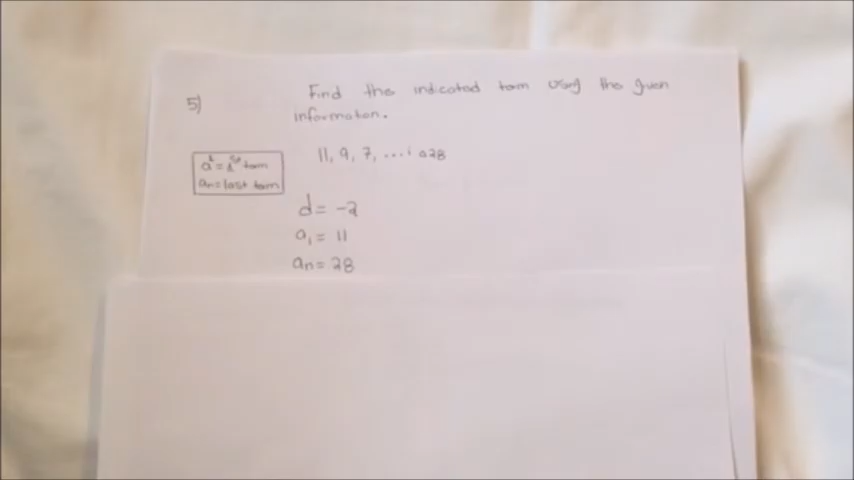 5) Find the indicated term using the given
information.
11, 9, 7, ....; a28
a1 = 1st term
an = last term
d = -2
a1 = 11
an = 28